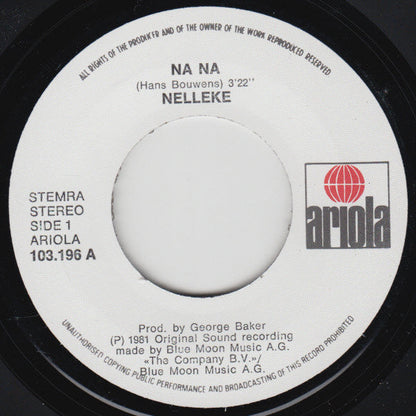 ALL RIGHTS OF THE PRODUKER AND OF THE OWNER OF THE WORK REPRODUCED RESERVED
NA NA
(Hans Bouwens) 3'22"
NELLEKE
STEMRA
STEREO
SIDE 1
ARIOLA
103.196 A
ariola
Prod. by George Baker
(P) 1981 Original Sound recording
made by Blue Moon Music A.G.
«Tha Company B.V.»/
Blue Moon Music A.G.
UNAUTHORISED COPYING PUBLIC PERFORMANCE AND BROADCASTING OF THIS RECORD PROHIBITED